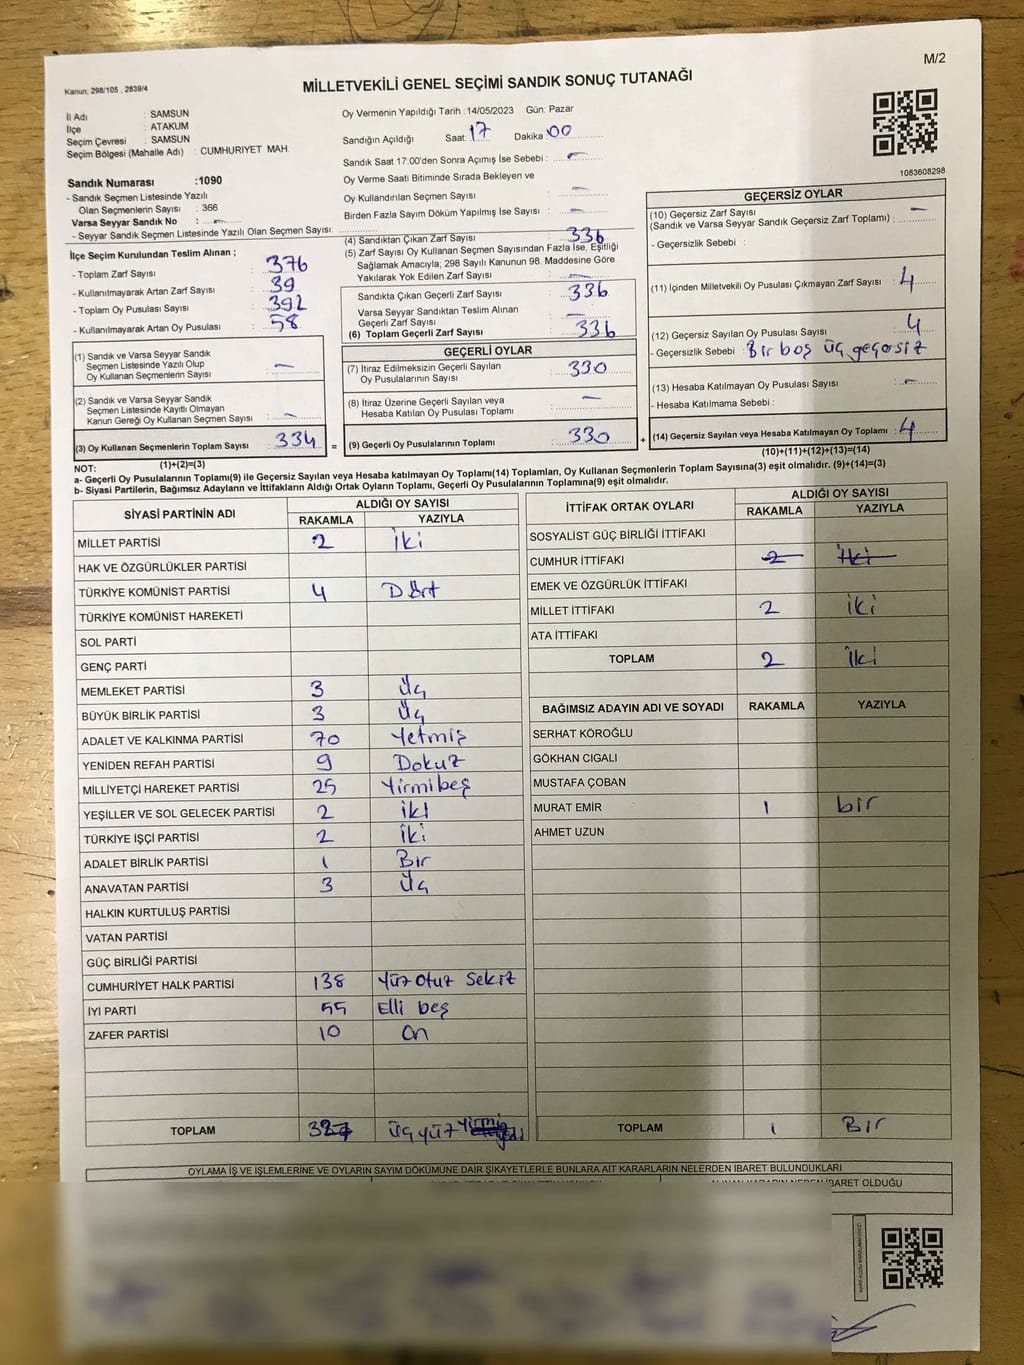 M/2
Kanun: 298/105 , 2839/4
MİLLETVEKİLİ GENEL SEÇİMİ SANDIK SONUÇ TUTANAĞI
İl Adı : SAMSUN
İlçe : ATAKUM
Seçim Çevresi : SAMSUN
Seçim Bölgesi (Mahalle Adı) : CUMHURIYET MAH.
Sandık Numarası :1090
- Sandık Seçmen Listesinde Yazılı
Olan Seçmenlerin Sayısı : 366
Varsa Seyyar Sandık No : -
- Seyyar Sandık Seçmen Listesinde Yazılı Olan Seçmen Sayısı:
Oy Vermenin Yapıldığı Tarih :14/05/2023 Gün: Pazar
Sandığın Açıldığı Saat: 17 Dakika: 00
Sandık Saat 17:00'den Sonra Açımış İse Sebebi : -
Oy Verme Saati Bitiminde Sırada Bekleyen ve
Oy Kullandırılan Seçmen Sayısı : -
Birden Fazla Sayım Döküm Yapılmış İse Sayısı : -
1083608298
İlçe Seçim Kurulundan Teslim Alınan ;
- Toplam Zarf Sayısı : 376
- Kullanılmayarak Artan Zarf Sayısı : 39
- Toplam Oy Pusulası Sayısı : 392
- Kullanılmayarak Artan Oy Pusulası : 58
(1) Sandık ve Varsa Seyyar Sandık
Seçmen Listesinde Yazılı Olup
Oy Kullanan Seçmenlerin Sayısı : -
(2) Sandık ve Varsa Seyyar Sandık
Seçmen Listesinde Kayıtlı Olmayan
Kanun Gereği Oy Kullanan Seçmen Sayısı : -
(3) Oy Kullanan Seçmenlerin Toplam Sayısı : 334
(1)+(2)=(3)
(4) Sandıktan Çıkan Zarf Sayısı : 336
(5) Zarf Sayısı Oy Kullanan Seçmen Sayısından Fazla İse, Eşitliği
Sağlamak Amacıyla; 298 Sayılı Kanunun 98. Maddesine Göre
Yakılarak Yok Edilen Zarf Sayısı : -
Sandıkta Çıkan Geçerli Zarf Sayısı : 336
Varsa Seyyar Sandıktan Teslim Alınan
Geçerli Zarf Sayısı : -
(6) Toplam Geçerli Zarf Sayısı : 336
GEÇERLİ OYLAR
(7) İtiraz Edilmeksizin Geçerli Sayılan
Oy Pusulalarının Sayısı : 330
(8) İtiraz Üzerine Geçerli Sayılan veya
Hesaba Katılan Oy Pusulası Toplamı : -
= (9) Geçerli Oy Pusulalarının Toplamı : 330 +
GEÇERSİZ OYLAR
(10) Geçersiz Zarf Sayısı
(Sandık ve Varsa Seyyar Sandık Geçersiz Zarf Toplamı) : -
- Geçersizlik Sebebi :
(11) İçinden Milletvekili Oy Pusulası Çıkmayan Zarf Sayısı : 4
(12) Geçersiz Sayılan Oy Pusulası Sayısı : 4
- Geçersizlik Sebebi : Bir boş üç geçersiz
(13) Hesaba Katılmayan Oy Pusulası Sayısı : -
- Hesaba Katılmama Sebebi :
(14) Geçersiz Sayılan veya Hesaba Katılmayan Oy Toplamı : 4
(10)+(11)+(12)+(13)=(14)
NOT:
a- Geçerli Oy Pusulalarının Toplamı(9) ile Geçersiz Sayılan veya Hesaba katılmayan Oy Toplamı(14) Toplamları, Oy Kullanan Seçmenlerin Toplam Sayısına(3) eşit olmalıdır. (9)+(14)=(3)
b- Siyasi Partilerin, Bağımsız Adayların ve İttifakların Aldığı Ortak Oyların Toplamı, Geçerli Oy Pusulalarının Toplamına(9) eşit olmalıdır.
SİYASİ PARTİNİN ADI ALDIĞI OY SAYISI
RAKAMLA YAZIYLA
MİLLET PARTİSİ 2 İki
HAK VE ÖZGÜRLÜKLER PARTİSİ
TÜRKİYE KOMÜNİST PARTİSİ 4 Dört
TÜRKİYE KOMÜNİST HAREKETİ
SOL PARTİ
GENÇ PARTİ
MEMLEKET PARTİSİ 3 Üç
BÜYÜK BİRLİK PARTİSİ 3 Üç
ADALET VE KALKINMA PARTİSİ 70 Yetmiş
YENİDEN REFAH PARTİSİ 9 Dokuz
MİLLİYETÇİ HAREKET PARTİSİ 25 Yirmibeş
YEŞİLLER VE SOL GELECEK PARTİSİ 2 iki
TÜRKİYE İŞÇİ PARTİSİ 2 İki
ADALET BİRLİK PARTİSİ 1 Bir
ANAVATAN PARTİSİ 3 Üç
HALKIN KURTULUŞ PARTİSİ
VATAN PARTİSİ
GÜÇ BİRLİĞİ PARTİSİ
CUMHURİYET HALK PARTİSİ 138 Yüz Otuz Sekiz
İYİ PARTİ 55 Elli beş
ZAFER PARTİSİ 10 On
TOPLAM 327 Üç yüz Yirmi
İTTİFAK ORTAK OYLARI ALDIĞI OY SAYISI
RAKAMLA YAZIYLA
SOSYALİST GÜÇ BİRLİĞİ İTTİFAKI
CUMHUR İTTİFAKI 2 İki
EMEK VE ÖZGÜRLÜK İTTİFAKI
MİLLET İTTİFAKI 2 iki
ATA İTTİFAKI
TOPLAM 2 İki
BAĞIMSIZ ADAYIN ADI VE SOYADI RAKAMLA YAZIYLA
SERHAT KÖROĞLU
GÖKHAN CIGALI
MUSTAFA ÇOBAN
MURAT EMİR 1 bir
AHMET UZUN
TOPLAM 1 Bir
OYLAMA İŞ VE İŞLEMLERİNE VE OYLARIN SAYIM DÖKÜMÜNE DAİR ŞİKAYETLERLE BUNLARA AİT KARARLARIN NELERDEN İBARET BULUNDUKLARI
ALINAN KARARIN NEDEN İBARET OLDUĞU